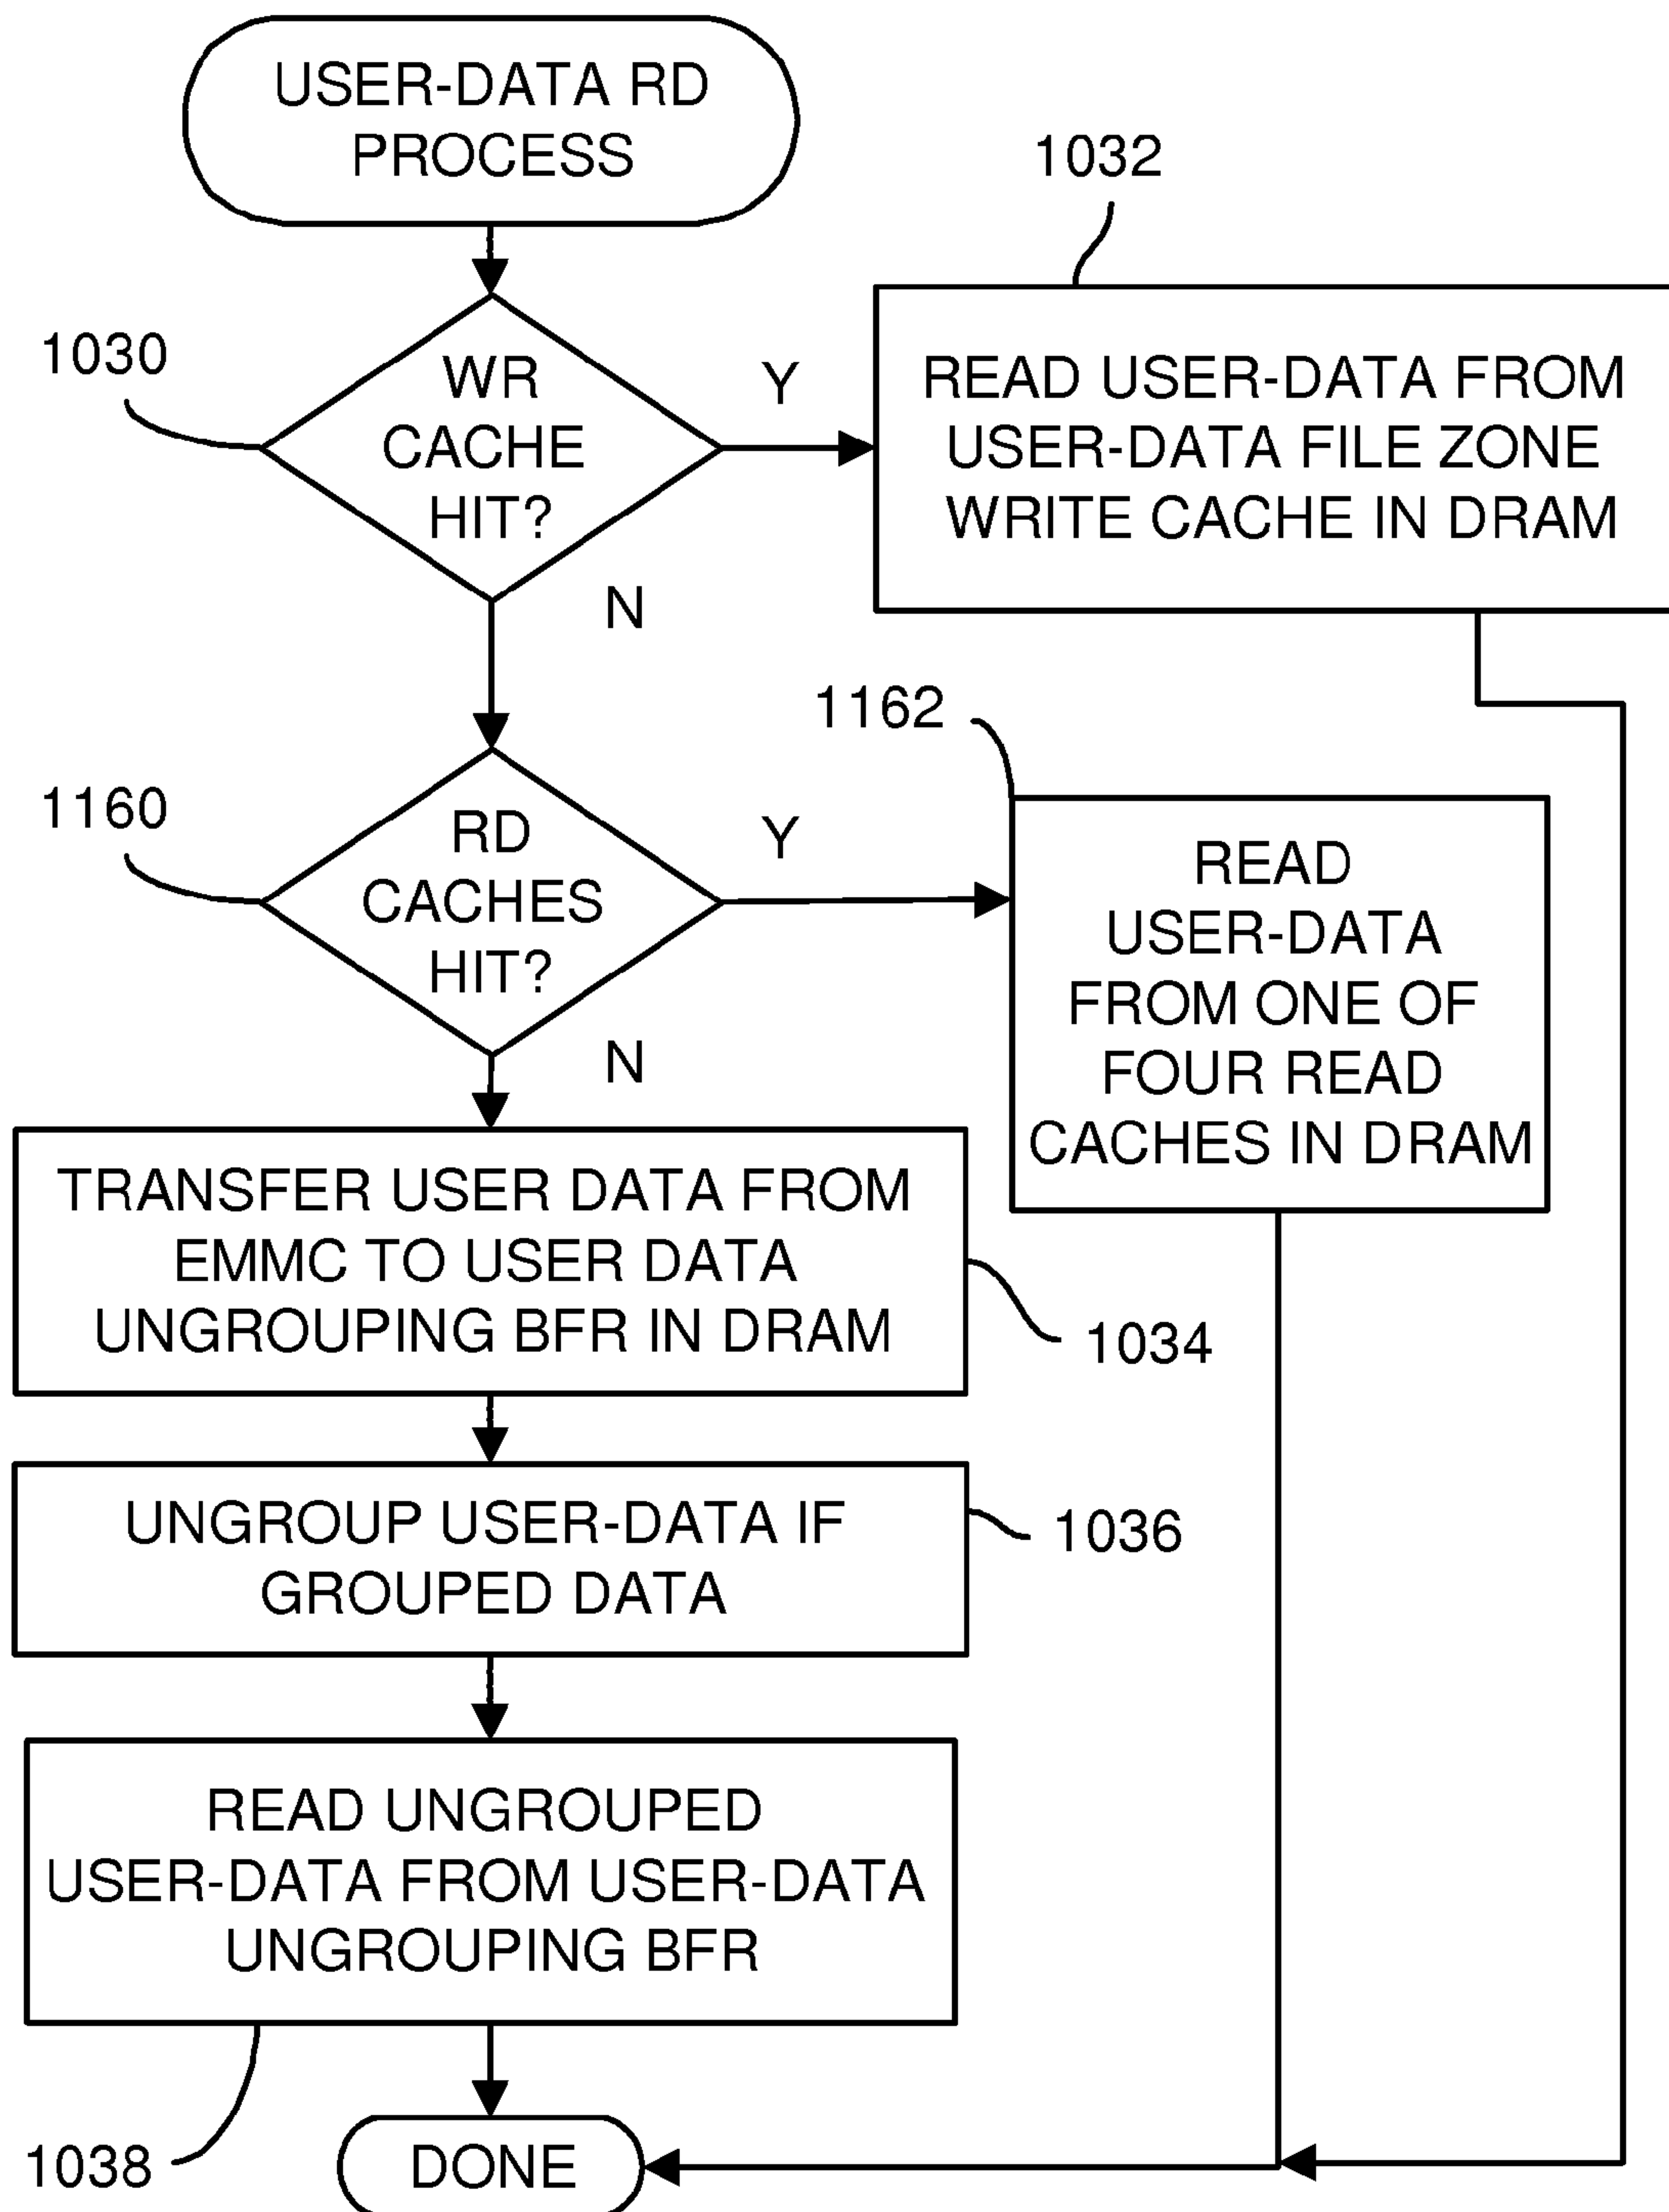 USER-DATA RD
PROCESS
1032
1030
WR
CACHE
HIT?
Y
READ USER-DATA FROM
USER-DATA FILE ZONE
WRITE CACHE IN DRAM
N
1162
1160
RD
CACHES
HIT?
Y
READ
USER-DATA
FROM ONE OF
FOUR READ
CACHES IN DRAM
N
TRANSFER USER DATA FROM
EMMC TO USER DATA
UNGROUPING BFR IN DRAM
1034
UNGROUP USER-DATA IF
GROUPED DATA
1036
READ UNGROUPED
USER-DATA FROM USER-DATA
UNGROUPING BFR
1038
DONE